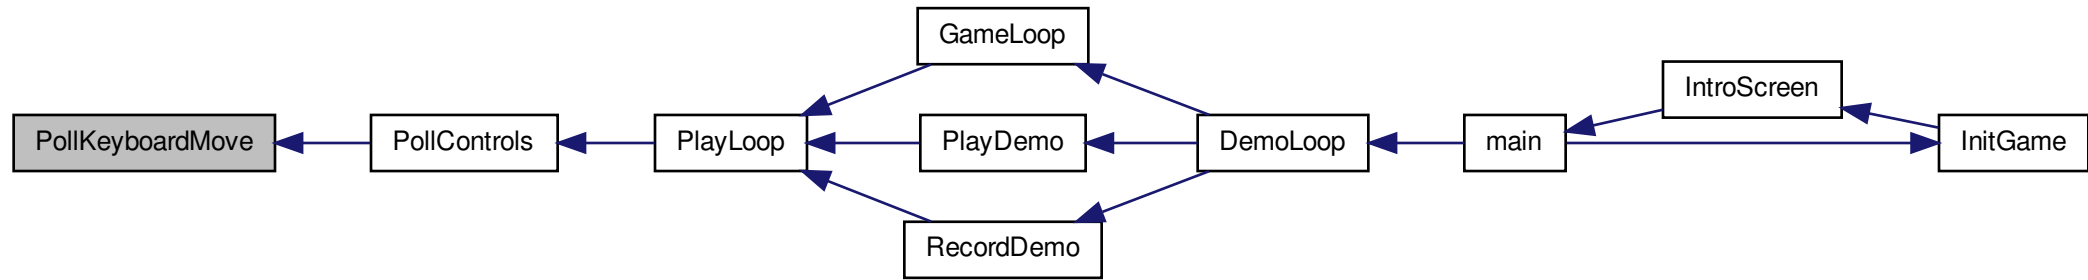 GameLoop
IntroScreen
PollKeyboardMove
PollControls
PlayLoop
PlayDemo
DemoLoop
main
InitGame
RecordDemo